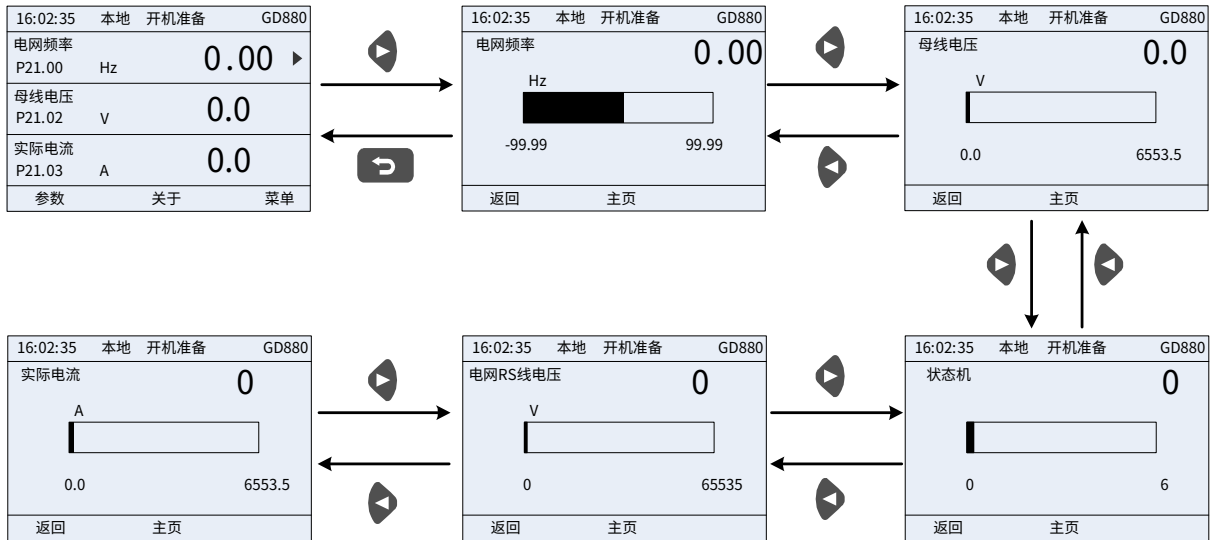 16:02:35 本地 开机准备 GD880
电网频率
P21.00 Hz 0.00
母线电压
P21.02 V 0.0
实际电流
P21.03 A 0.0
参数 关于 菜单
16:02:35 本地 开机准备 GD880
电网频率 0.00
Hz
-99.99 99.99
返回 主页
16:02:35 本地 开机准备 GD880
母线电压 0.0
V
0.0 6553.5
返回 主页
16:02:35 本地 开机准备 GD880
实际电流 0
A
0.0 6553.5
返回 主页
16:02:35 本地 开机准备 GD880
电网RS线电压 0
V
0 65535
返回 主页
16:02:35 本地 开机准备 GD880
状态机 0
0 6
返回 主页